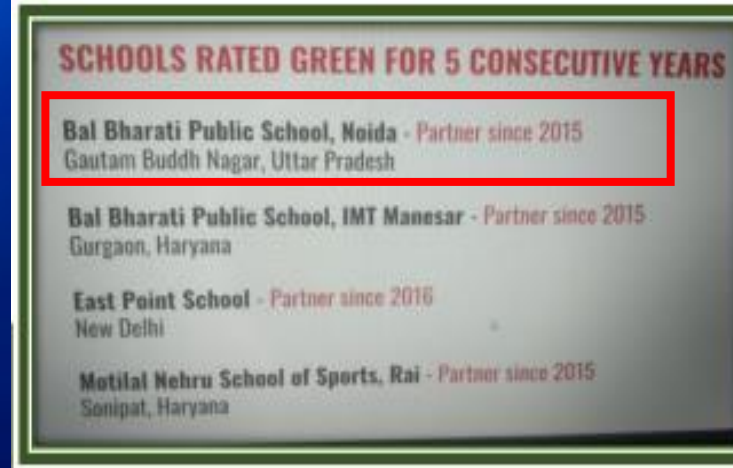 SCHOOLS RATED GREEN FOR 5 CONSECUTIVE YEARS
Bal Bharati Public School, Noida - Partner since 2015
Gautam Buddh Nagar, Uttar Pradesh
Bal Bharati Public School, IMT Manesar - Partner since 2015
Gurgaon, Haryana
East Point School - Partner since 2016
New Delhi
Motilal Nehru School of Sports, Rai - Partner since 2015
Sonipat, Haryana